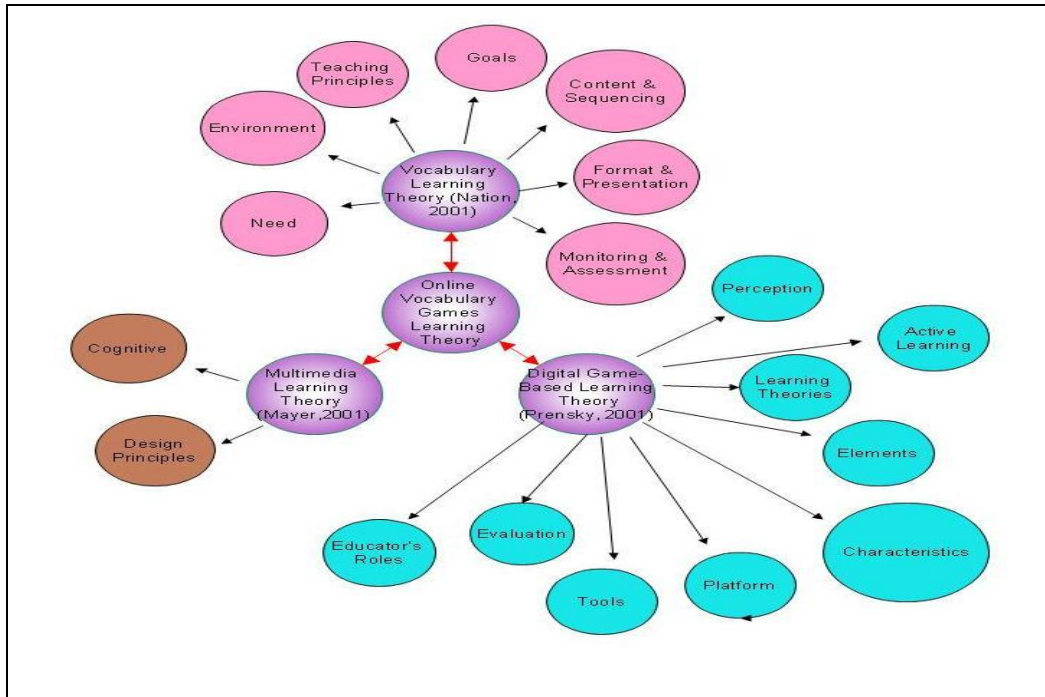 Goals
Teaching
Principles
Content &
Sequencing
Environment
Vocabulary
Learning
Theory (Nation,
2001)
Format &
Presentation
Need
Monitoring &
Assessment
Online
Vocabulary
Games
Learning
Theory
Perception
Cognitive
Active
Learning
Multimedia
Learning
Theory
(Mayer,2001)
Digital Game-
Based Learning
Theory
(Prensky, 2001)
Learning
Theories
Design
Principles
Elements
Educator's
Roles
Evaluation
Characteristics
Tools
Platform